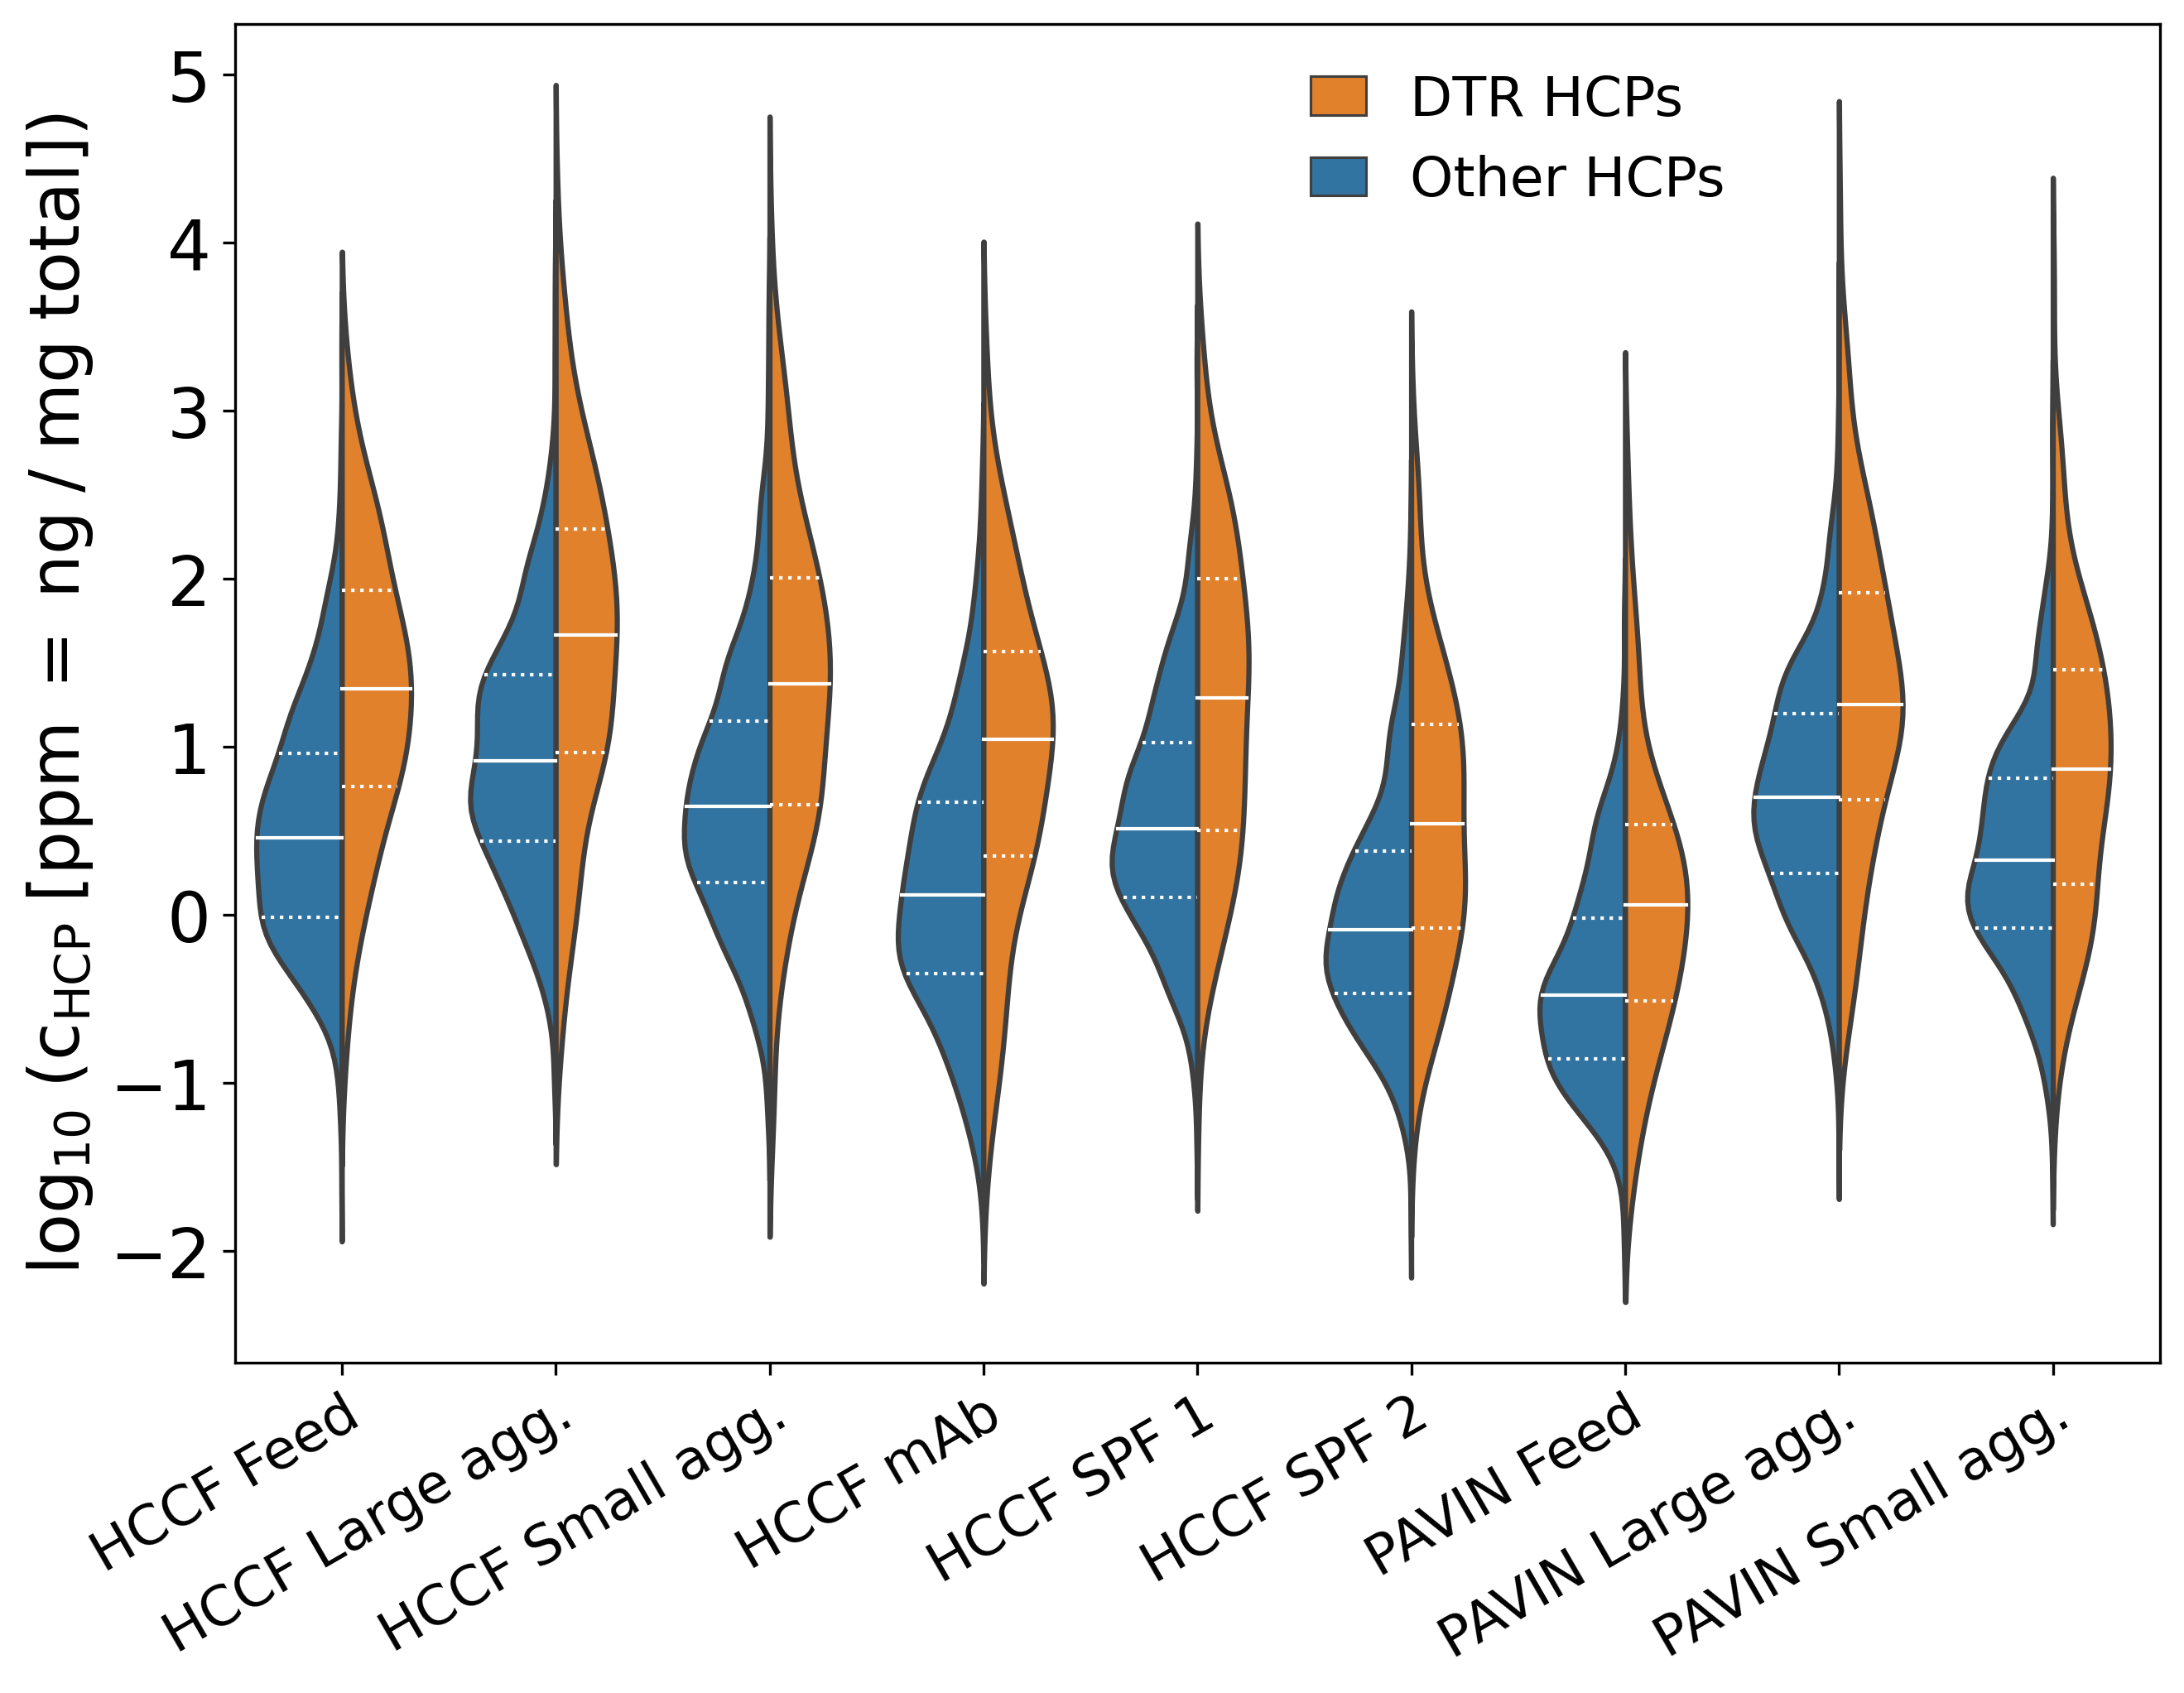 log10 (cHCP [ppm = ng / mg total])
5
4
3
2
1
0
−1
−2
DTR HCPs
Other HCPs
HCCF Feed
HCCF Large agg.
HCCF Small agg.
HCCF mAb
HCCF SPF 1
HCCF SPF 2
PAVIN Feed
PAVIN Large agg.
PAVIN Small agg.